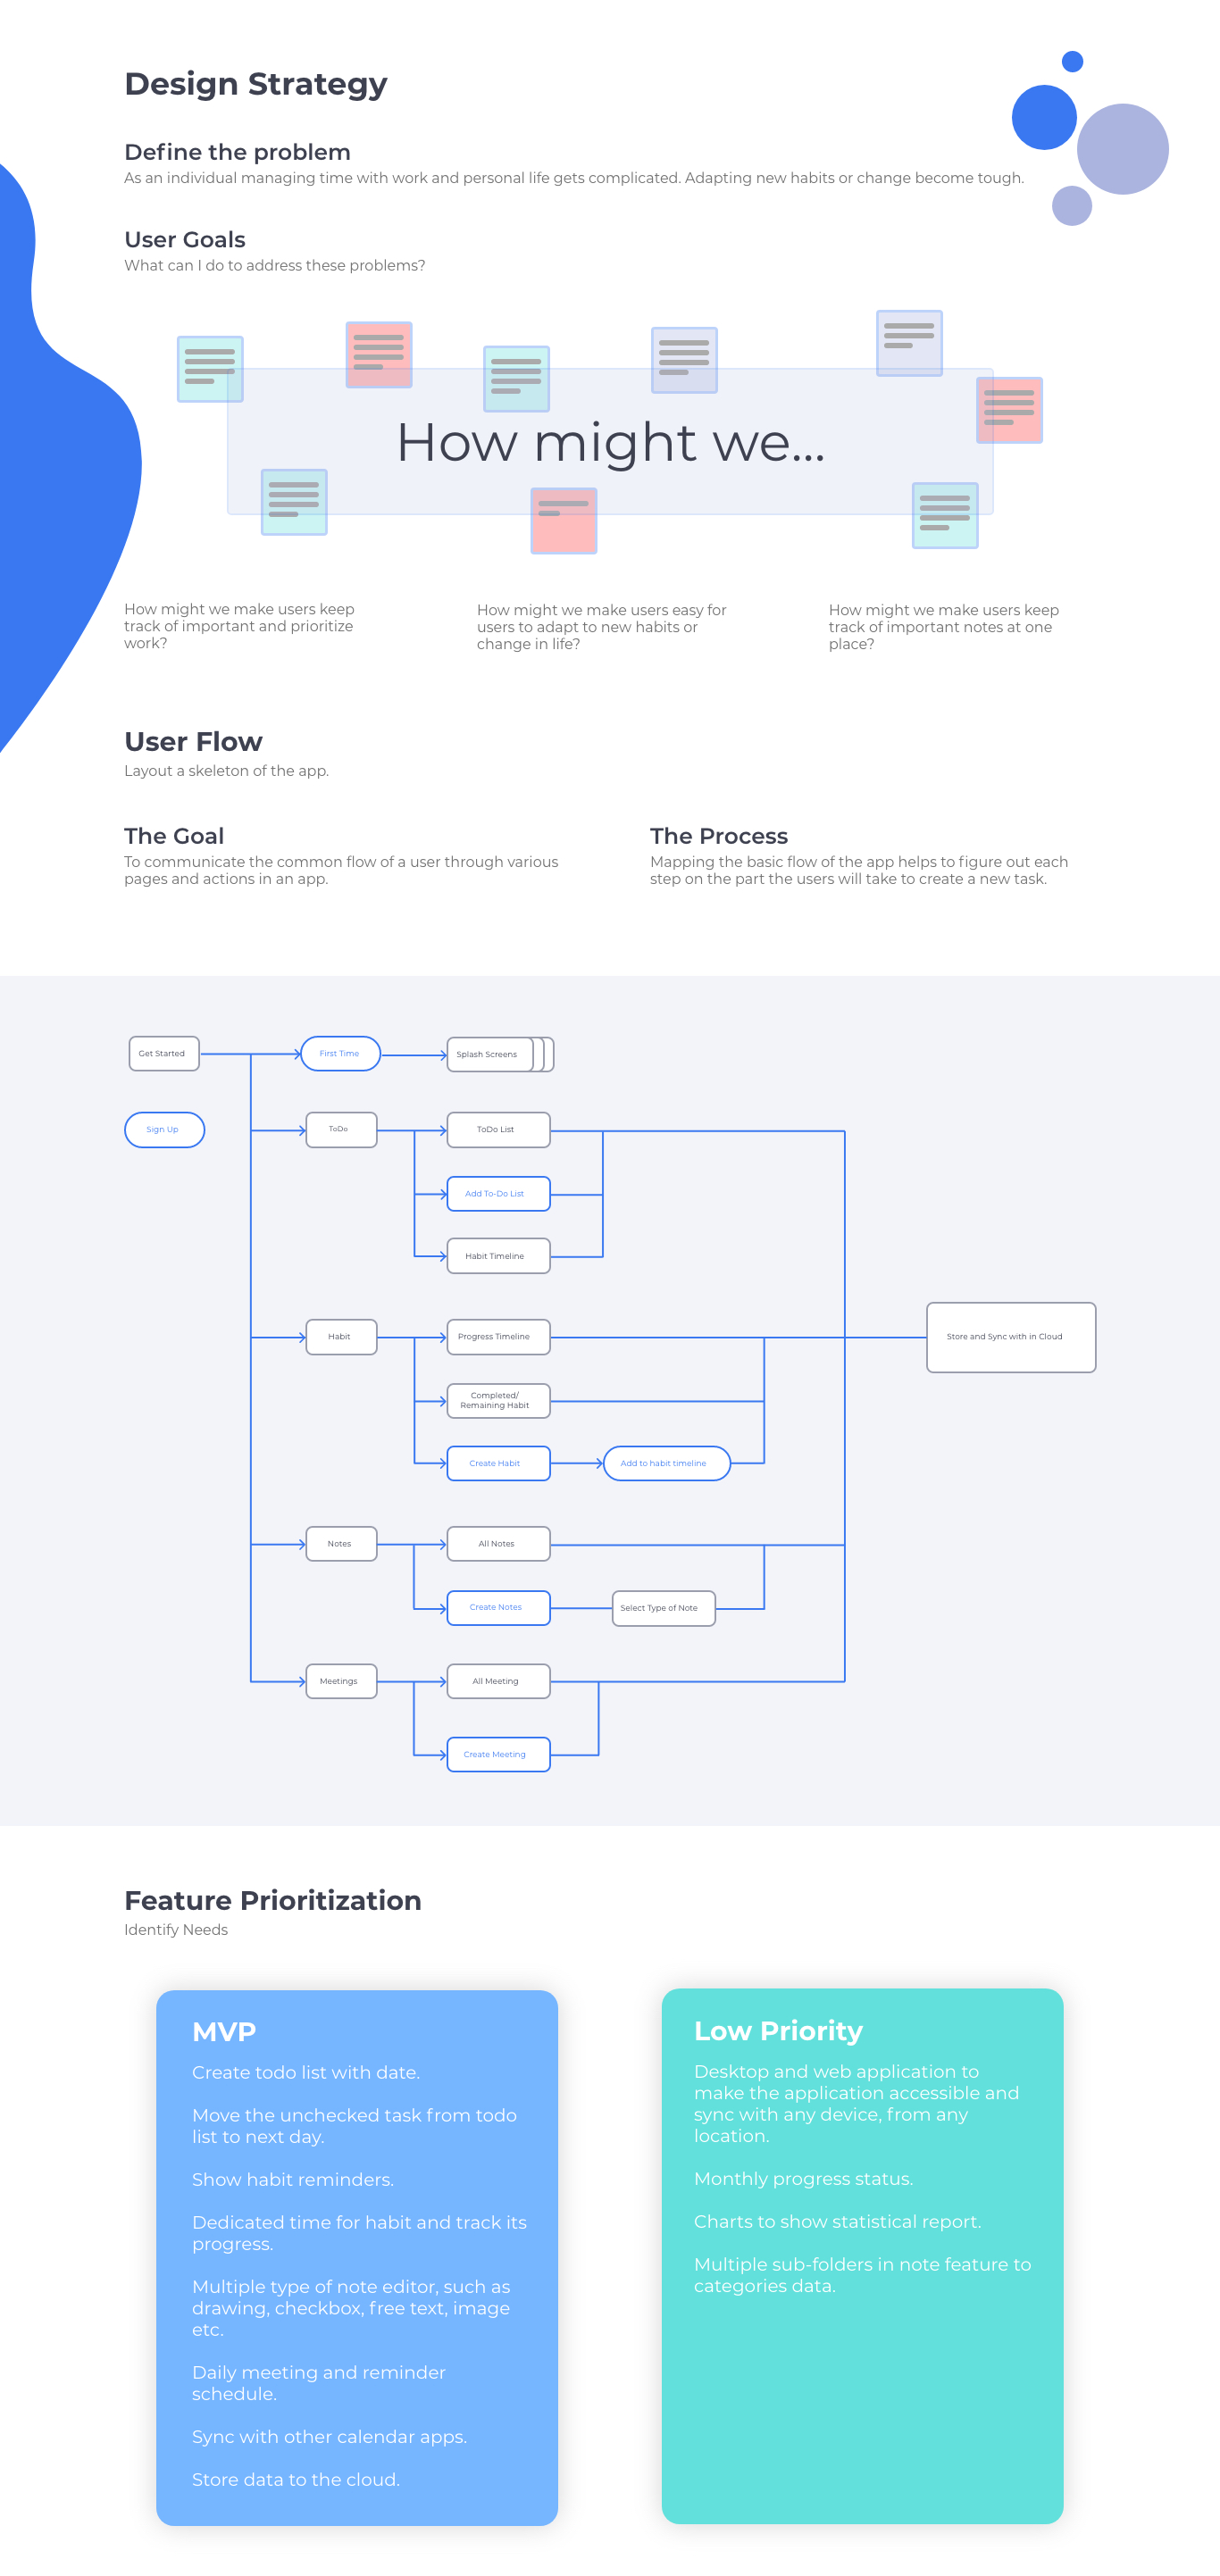 Design Strategy
Define the problem
As an individual managing time with work and personal life gets complicated. Adapting new habits or change become tough.
User Goals
What can I do to address these problems?
How might we...
How might we make users keep
track of important and prioritize
work?
How might we make users easy for
users to adapt to new habits or
change in life?
How might we make users keep
track of important notes at one
place?
User Flow
Layout a skeleton of the app.
The Goal
To communicate the common flow of a user through various
pages and actions in an app.
The Process
Mapping the basic flow of the app helps to figure out each
step on the part the users will take to create a new task.
Get Started
First Time
Splash Screens
Sign Up
ToDo
ToDo List
Add To-Do List
Habit Timeline
Habit
Progress Timeline
Store and Sync with in Cloud
Completed/
Remaining Habit
Create Habit
Add to habit timeline
Notes
All Notes
Create Notes
Select Type of Note
Meetings
All Meeting
Create Meeting
Feature Prioritization
Identify Needs
MVP
Create todo list with date.
Move the unchecked task from todo
list to next day.
Show habit reminders.
Dedicated time for habit and track its
progress.
Multiple type of note editor, such as
drawing, checkbox, free text, image
etc.
Daily meeting and reminder
schedule.
Sync with other calendar apps.
Store data to the cloud.
Low Priority
Desktop and web application to
make the application accessible and
sync with any device, from any
location.
Monthly progress status.
Charts to show statistical report.
Multiple sub-folders in note feature to
categories data.